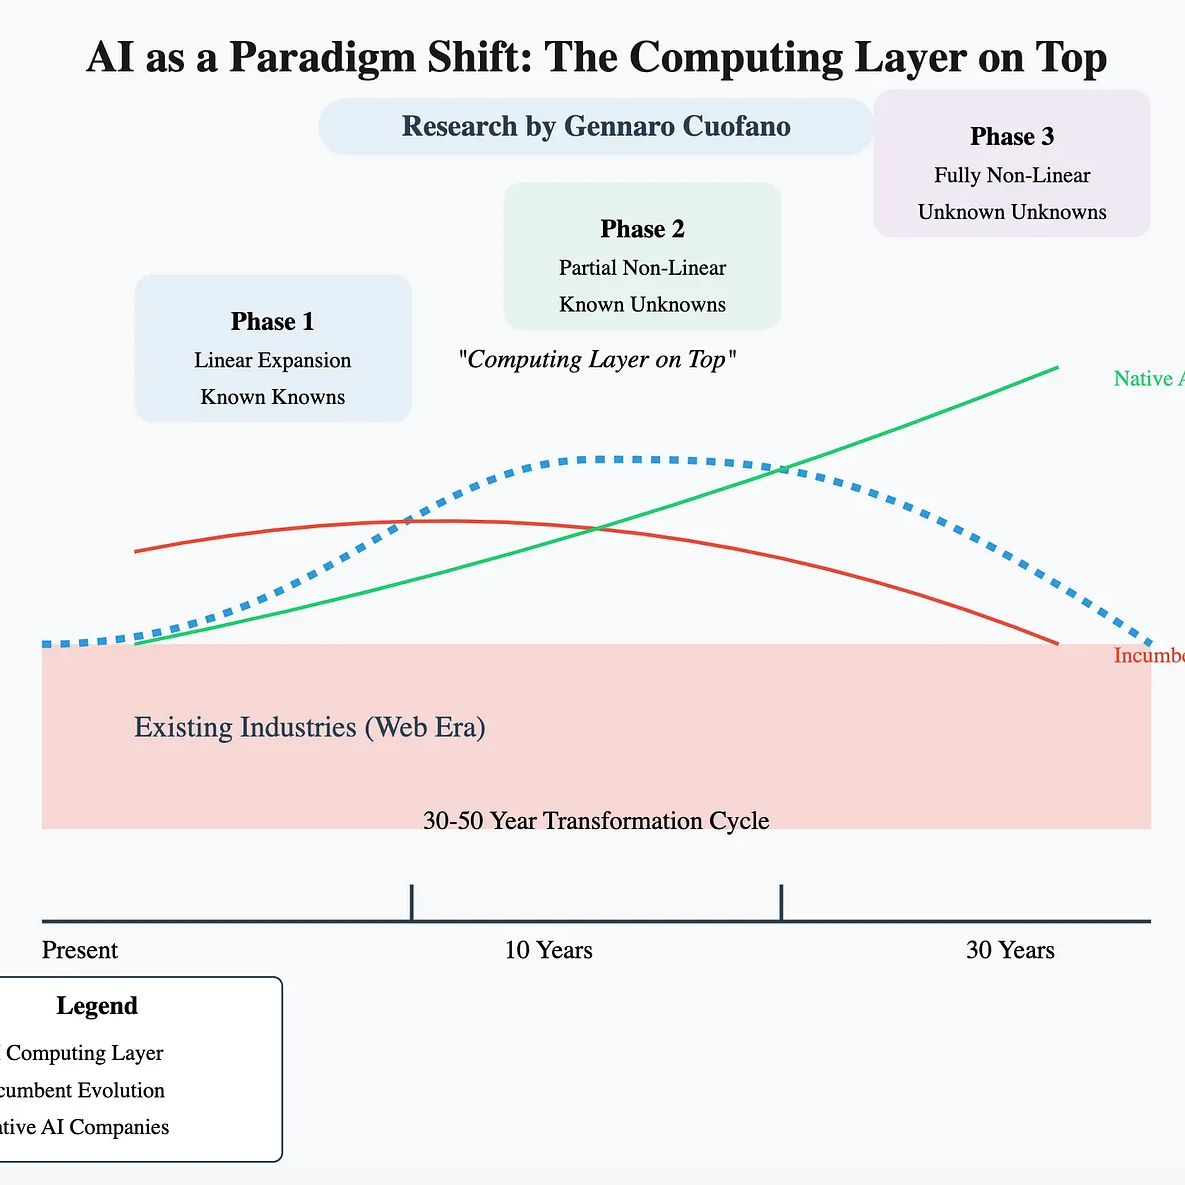 AI as a Paradigm Shift: The Computing Layer on Top
Research by Gennaro Cuofano
Phase 3
Fully Non-Linear
Unknown Unknowns
Phase 2
Partial Non-Linear
Known Unknowns
Phase 1
Linear Expansion
Known Knowns
"Computing Layer on Top"
Native
Existing Industries (Web Era)
30-50 Year Transformation Cycle
Present
10 Years
30 Years
Legend
Computing Layer
Evolution
AI Companies